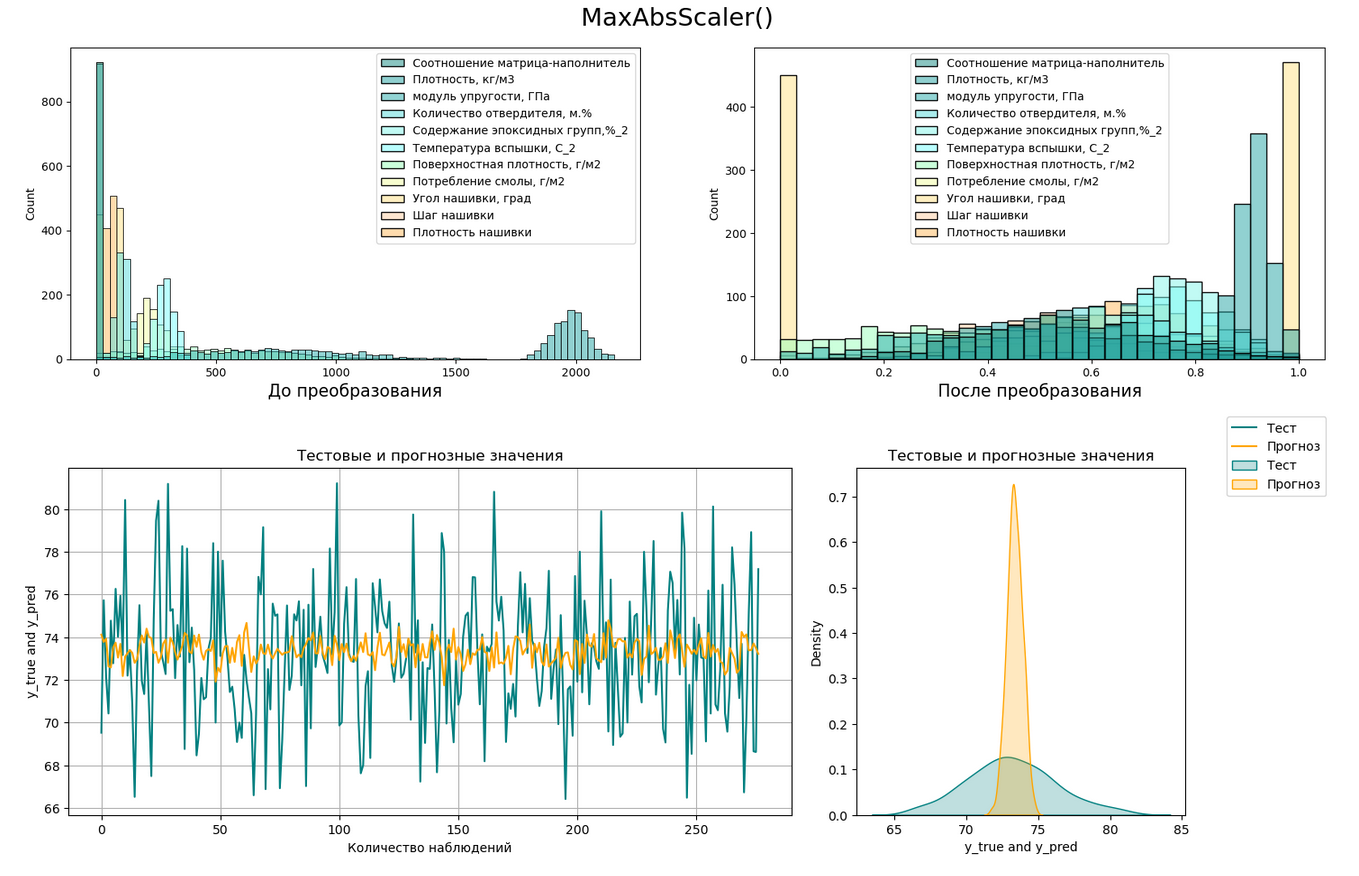 MaxAbsScaler()
Соотношение матрица-наполнитель
Плотность, кг/м3
модуль упругости, ГПа
Количество отвердителя, м.%
Содержание эпоксидных групп,%_2
Температура вспышки, С_2
Поверхностная плотность, г/м2
Потребление смолы, г/м2
Угол нашивки, град
Шаг нашивки
Плотность нашивки
Count
800
600
400
200
0
0
500
1000
1500
2000
До преобразования
Соотношение матрица-наполнитель
Плотность, кг/м3
модуль упругости, ГПа
Количество отвердителя, м.%
Содержание эпоксидных групп,%_2
Температура вспышки, С_2
Поверхностная плотность, г/м2
Потребление смолы, г/м2
Угол нашивки, град
Шаг нашивки
Плотность нашивки
Count
400
300
200
100
0
0.0
0.2
0.4
0.6
0.8
1.0
После преобразования
Тест
Прогноз
Тест
Прогноз
Тестовые и прогнозные значения
y_true and y_pred
80
78
76
74
72
70
68
66
0
50
100
150
200
250
Количество наблюдений
Тестовые и прогнозные значения
Density
0.7
0.6
0.5
0.4
0.3
0.2
0.1
0.0
65
70
75
80
85
y_true and y_pred